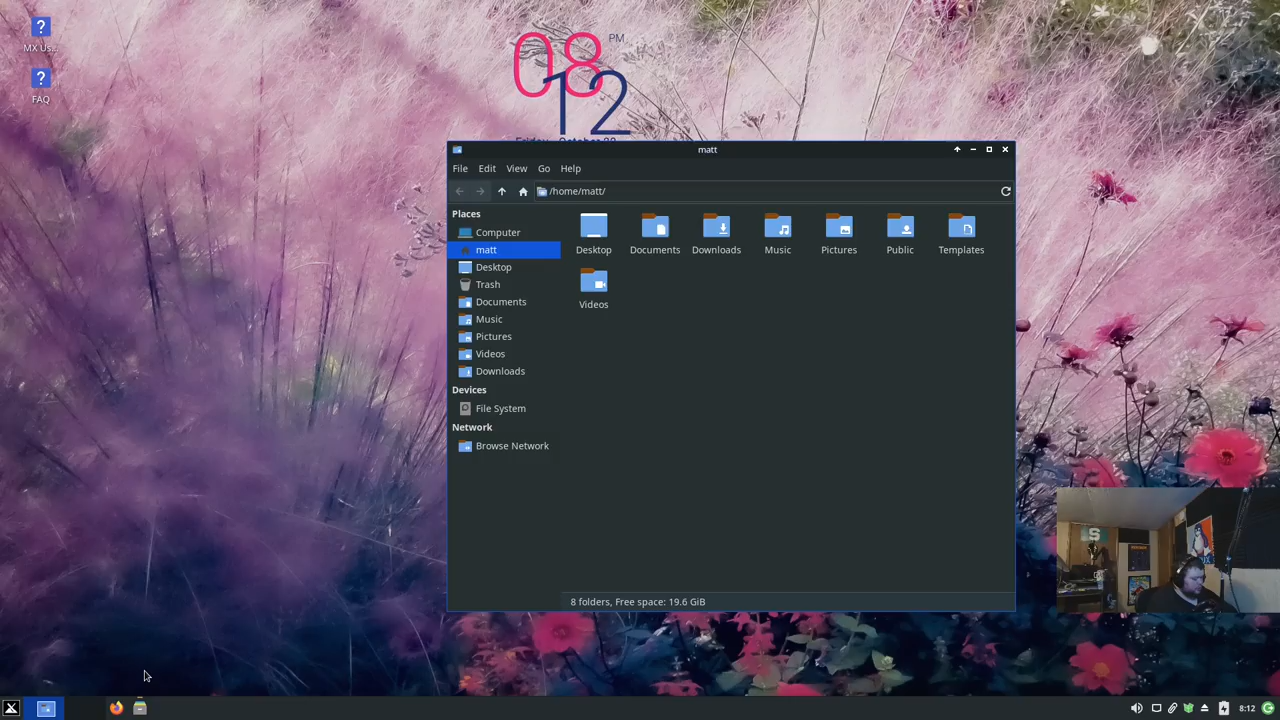 MX Us...
FAQ
08
PM
12
matt
File Edit View Go Help
/home/matt/
Places
Computer
matt
Desktop
Trash
Documents
Music
Pictures
Videos
Downloads
Devices
File System
Network
Browse Network
Desktop Documents Downloads Music Pictures Public Templates
Videos
8 folders, Free space: 19.6 GiB
8:12